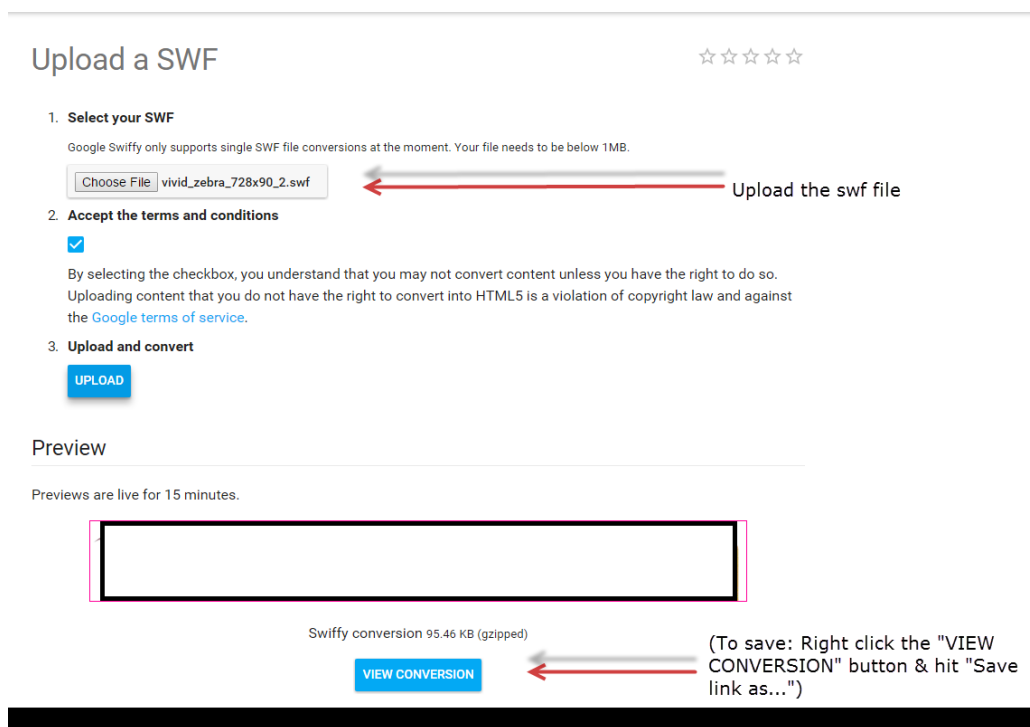 Upload a SWF
1. Select your SWF
Google Swiffy only supports single SWF file conversions at the moment. Your file needs to be below 1MB.
Choose File vivid_zebra_728x90_2.swf
Upload the swf file
2. Accept the terms and conditions
By selecting the checkbox, you understand that you may not convert content unless you have the right to do so.
Uploading content that you do not have the right to convert into HTML5 is a violation of copyright law and against
the Google terms of service.
3. Upload and convert
UPLOAD
Preview
Previews are live for 15 minutes.
Swiffy conversion 95.46 KB (gzipped)
VIEW CONVERSION
(To save: Right click the "VIEW
CONVERSION" button & hit "Save
link as...")